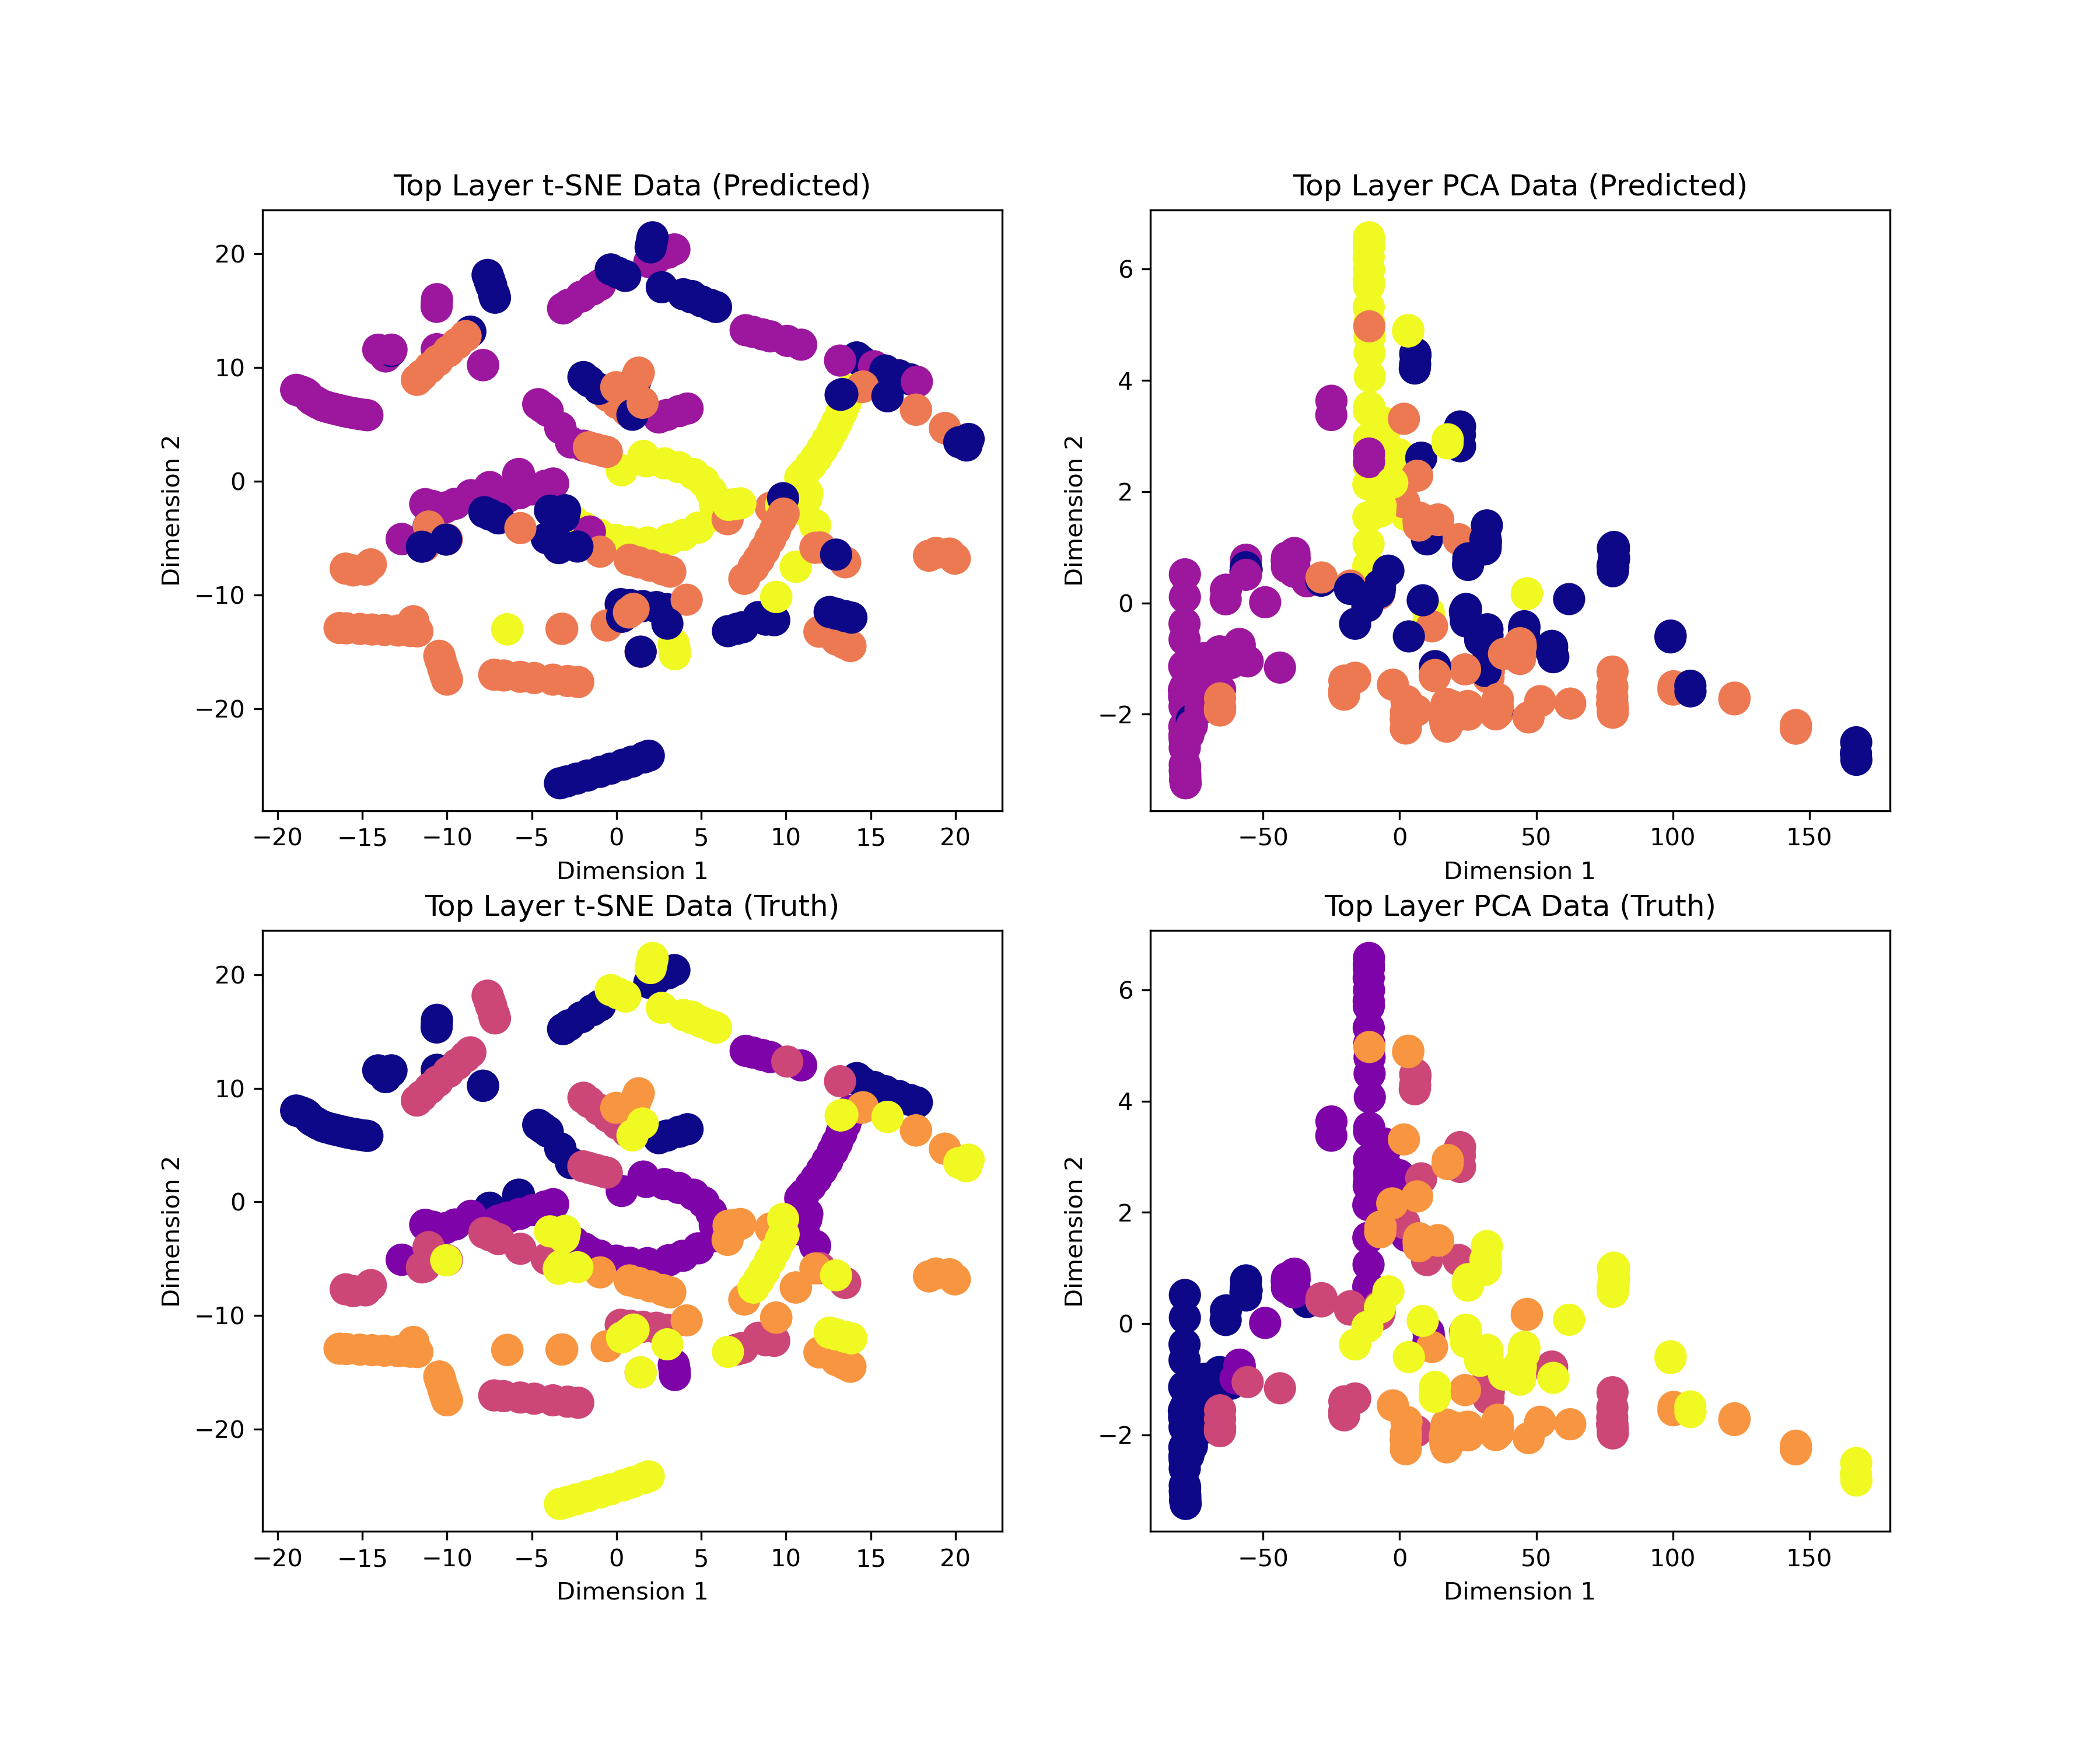 Top Layer t-SNE Data (Predicted)
20
10
0
−10
−20
Dimension 2
−20 −15 −10 −5 0 5 10 15 20
Dimension 1
Top Layer PCA Data (Predicted)
6
4
2
0
−2
Dimension 2
−50 0 50 100 150
Dimension 1
Top Layer t-SNE Data (Truth)
20
10
0
−10
−20
Dimension 2
−20 −15 −10 −5 0 5 10 15 20
Dimension 1
Top Layer PCA Data (Truth)
6
4
2
0
−2
Dimension 2
−50 0 50 100 150
Dimension 1